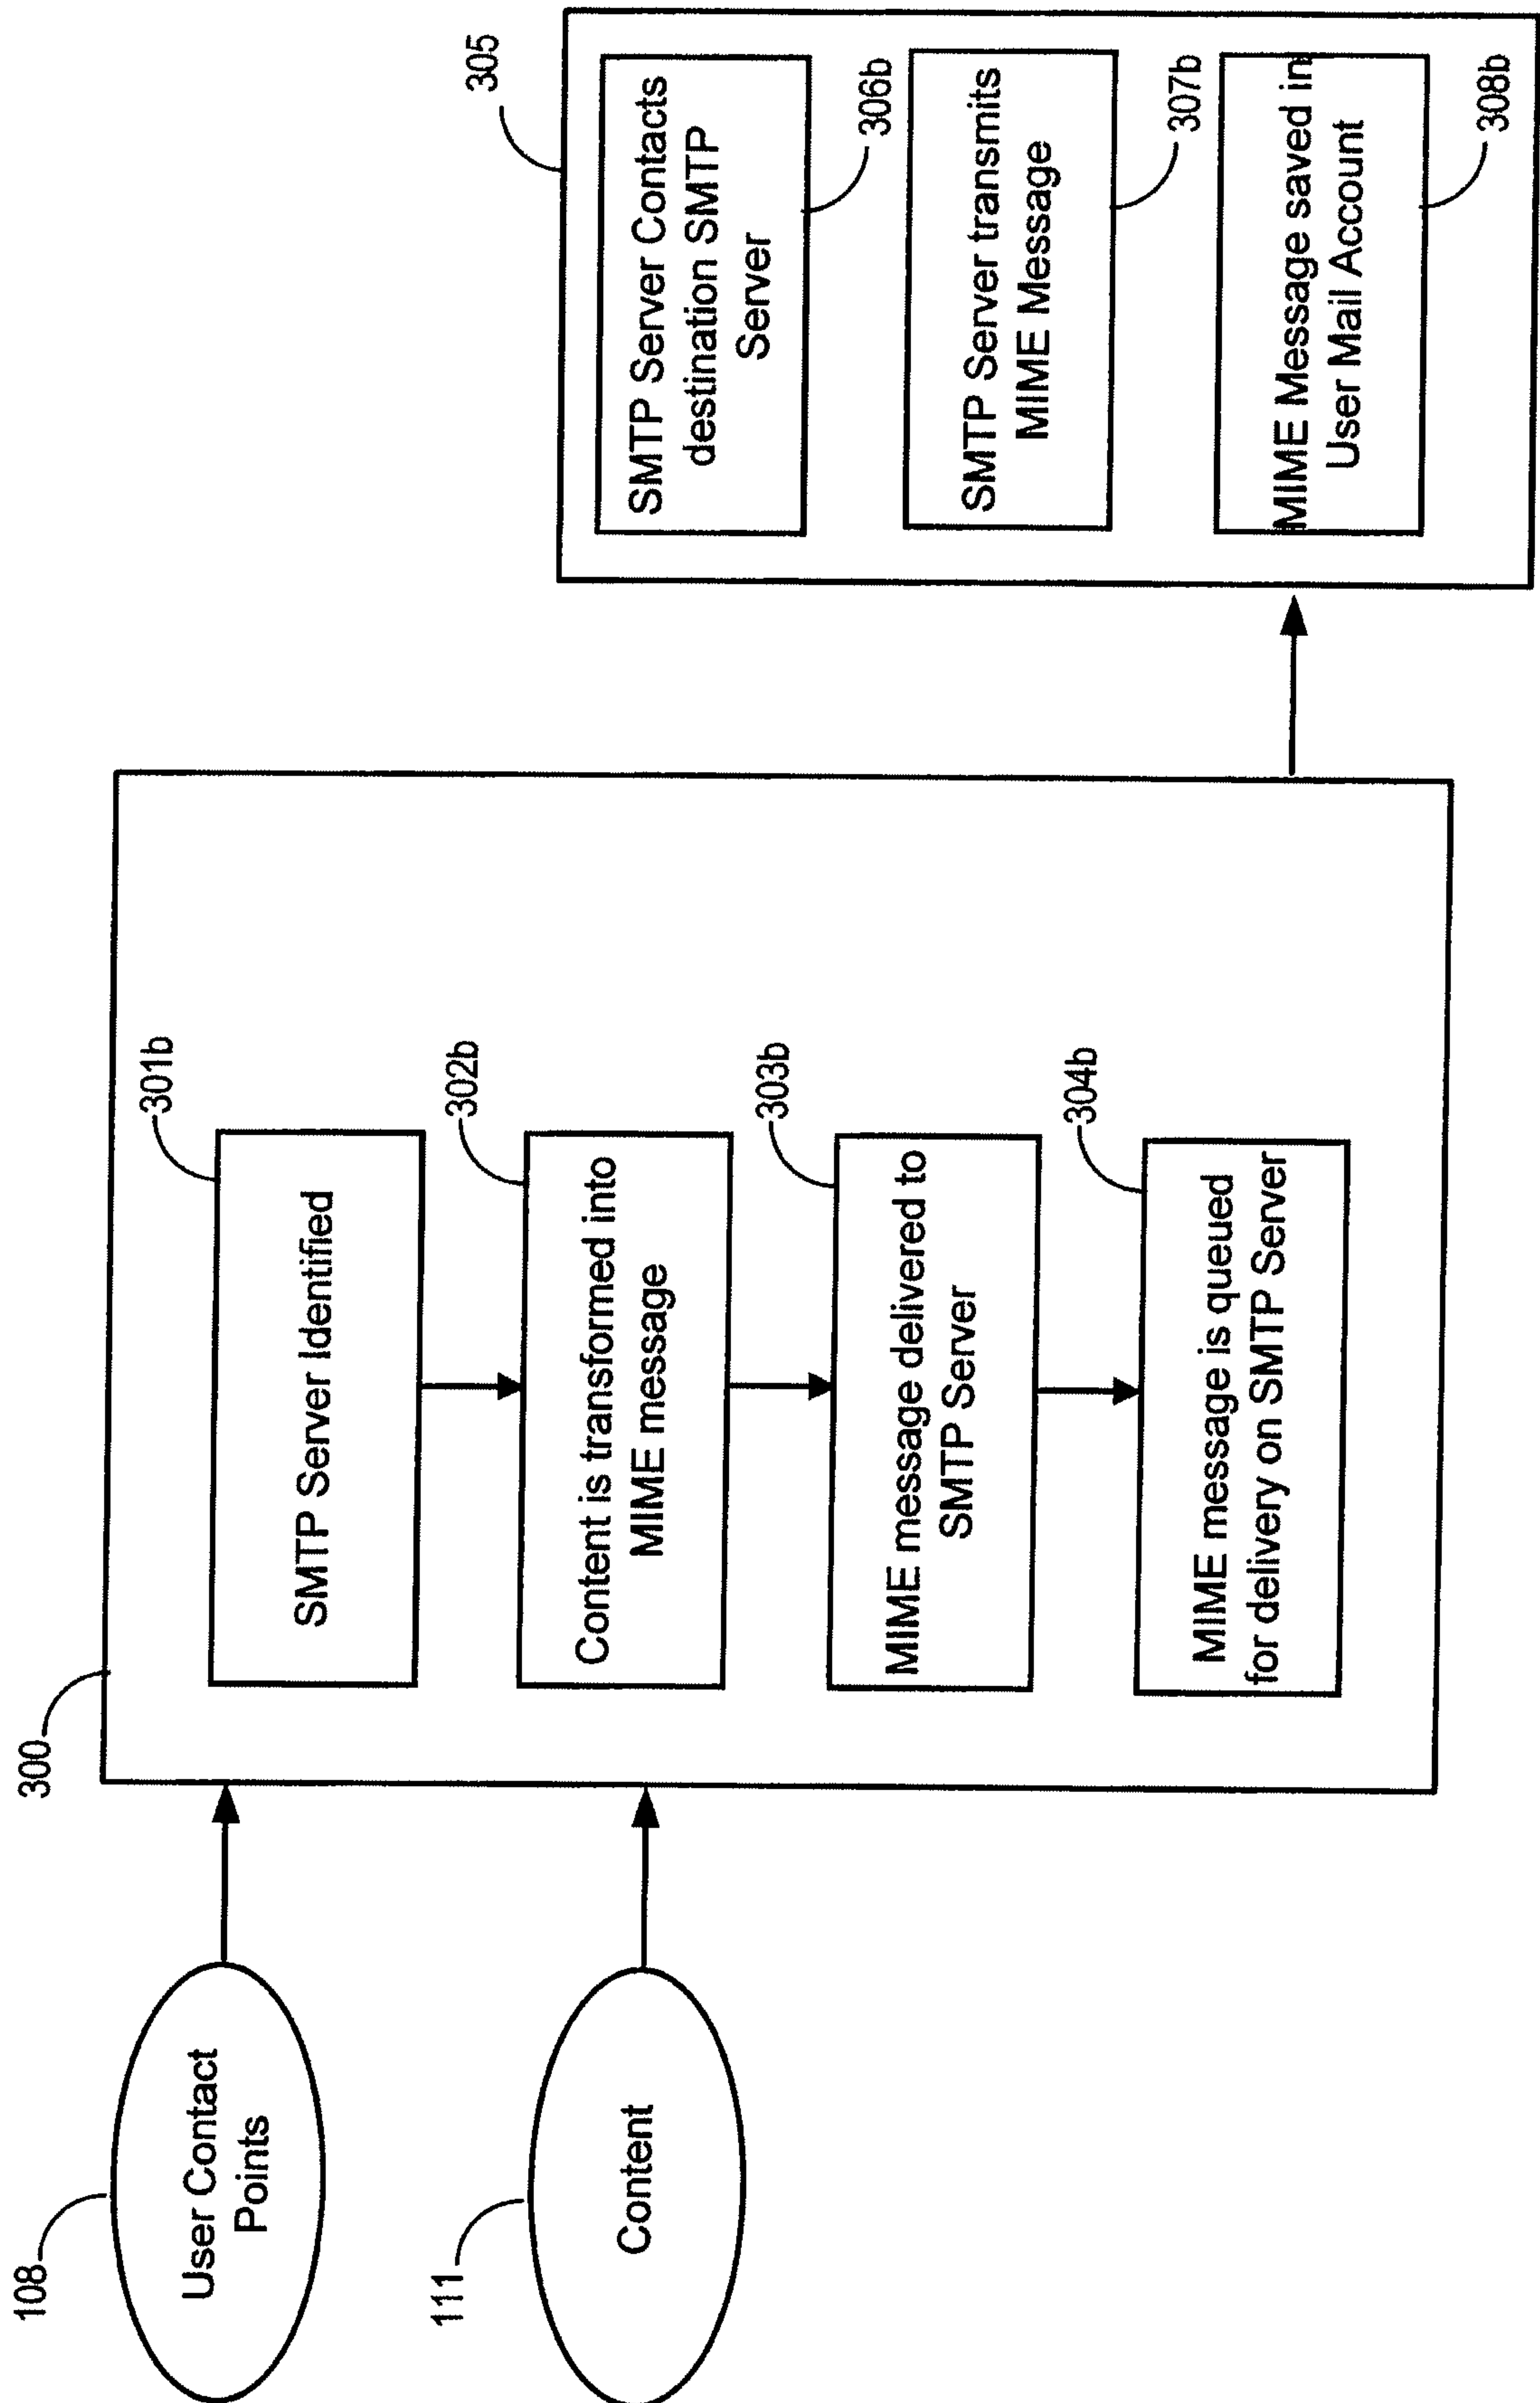 108
User Contact
Points
111
Content
300
301b
SMTP Server Identified
302b
Content is transformed into
MIME message
303b
MIME message delivered to
SMTP Server
304b
MIME message is queued
for delivery on SMTP Server
305
SMTP Server Contacts
destination SMTP
Server
306b
SMTP Server transmits
MIME Message
307b
MIME Message saved in
User Mail Account
308b